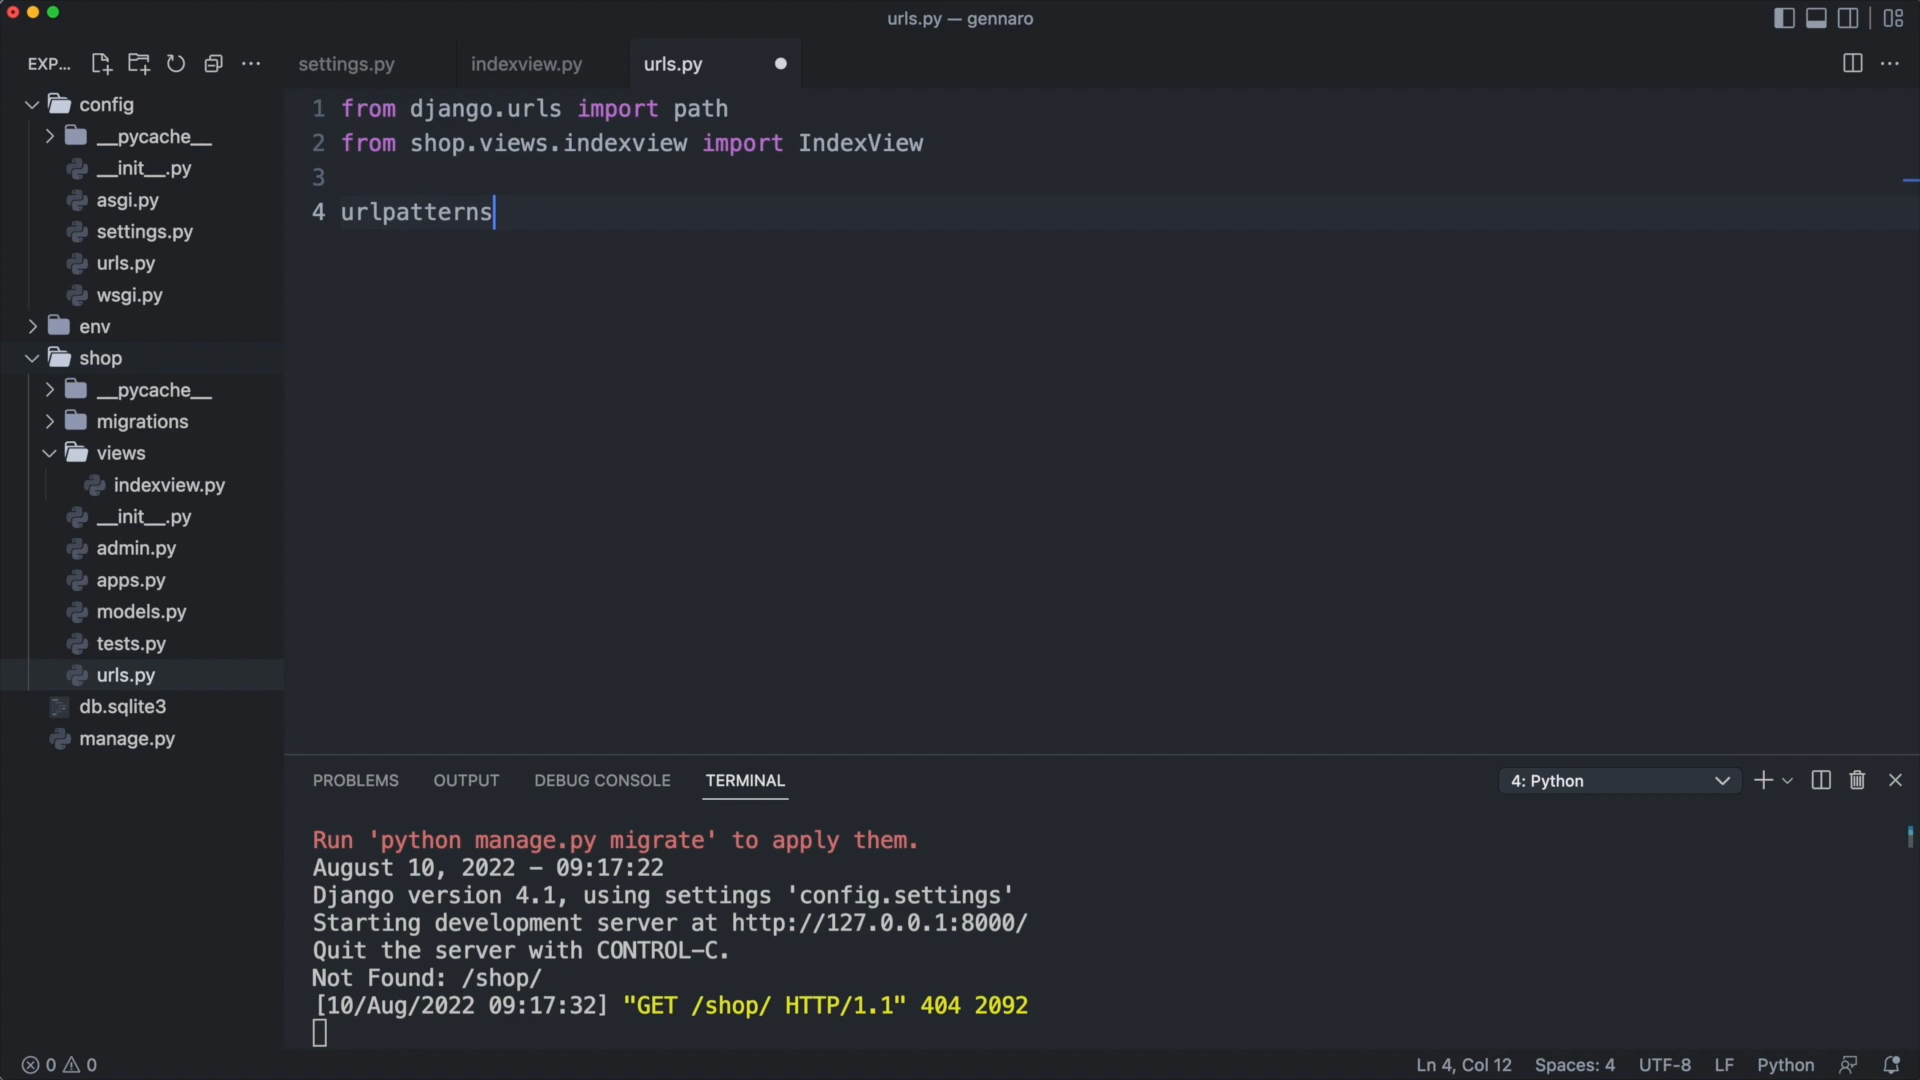 urls.py — gennaro
EXP...
settings.py
indexview.py
urls.py
config
__pycache__
__init__.py
asgi.py
settings.py
urls.py
wsgi.py
env
shop
__pycache__
migrations
views
indexview.py
__init__.py
admin.py
apps.py
models.py
tests.py
urls.py
db.sqlite3
manage.py
1 from django.urls import path
2 from shop.views.indexview import IndexView
3
4 urlpatterns
PROBLEMS OUTPUT DEBUG CONSOLE TERMINAL
4: Python
Run 'python manage.py migrate' to apply them.
August 10, 2022 - 09:17:22
Django version 4.1, using settings 'config.settings'
Starting development server at http://127.0.0.1:8000/
Quit the server with CONTROL-C.
Not Found: /shop/
[10/Aug/2022 09:17:32] "GET /shop/ HTTP/1.1" 404 2092
0 0
Ln 4, Col 12 Spaces: 4 UTF-8 LF Python